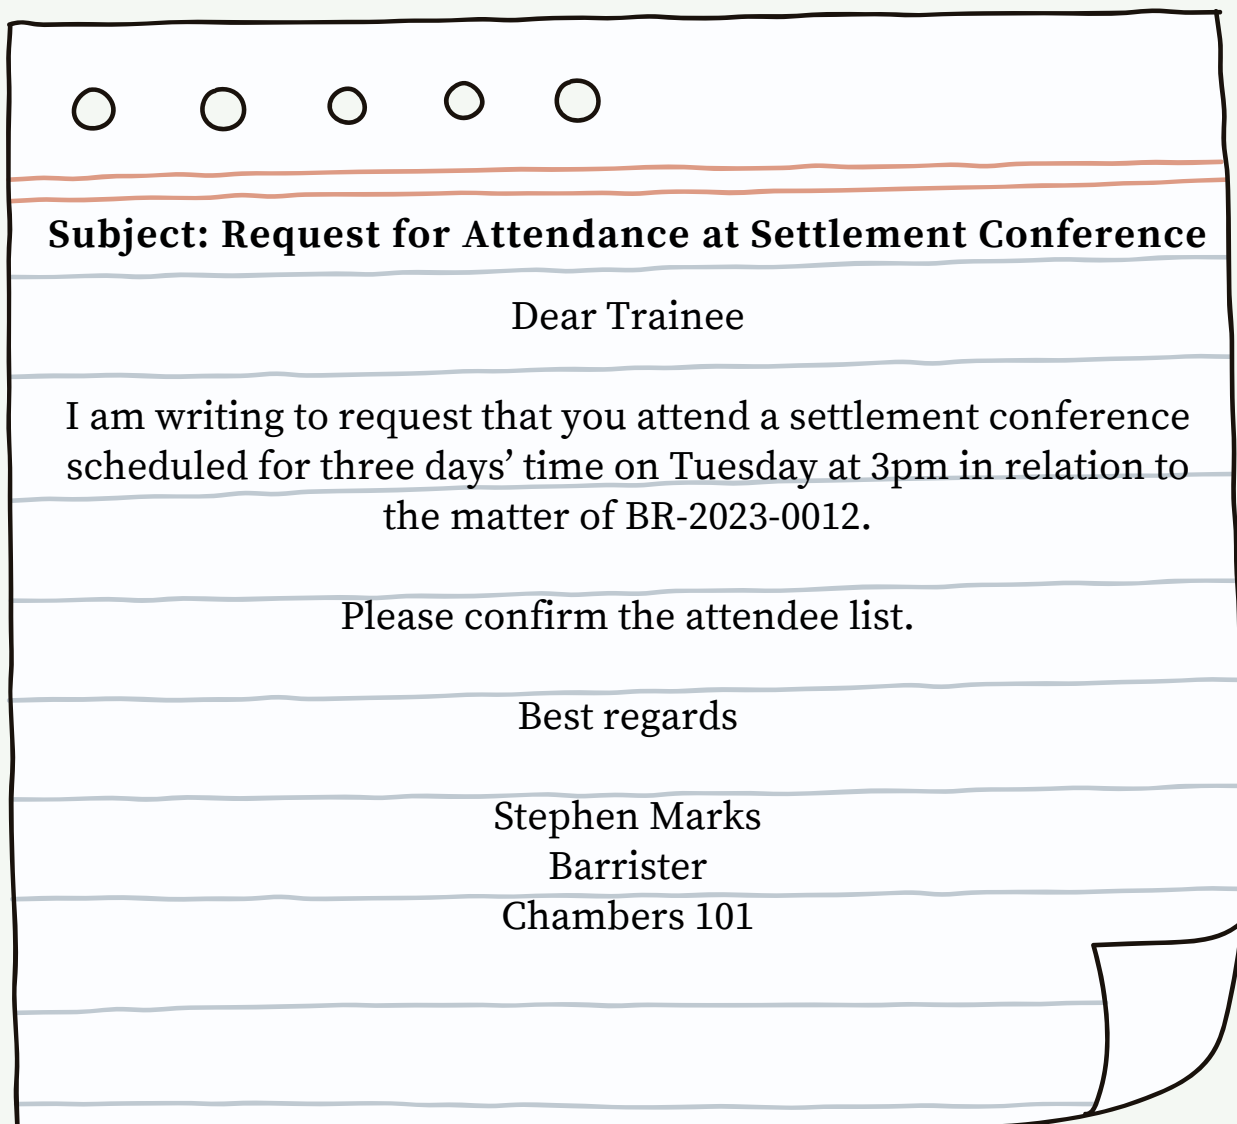 Subject: Request for Attendance at Settlement Conference
Dear Trainee
I am writing to request that you attend a settlement conference
scheduled for three days’ time on Tuesday at 3pm in relation to
the matter of BR-2023-0012.
Please confirm the attendee list.
Best regards
Stephen Marks
Barrister
Chambers 101